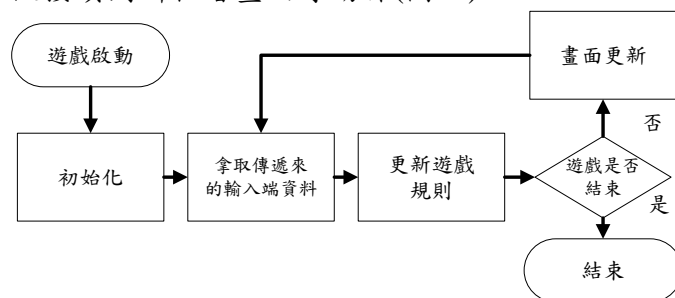 遊戲啟動
畫面更新
否
初始化
拿取傳遞來
的輸入端資料
更新遊戲
規則
遊戲是否
結束
是
結束